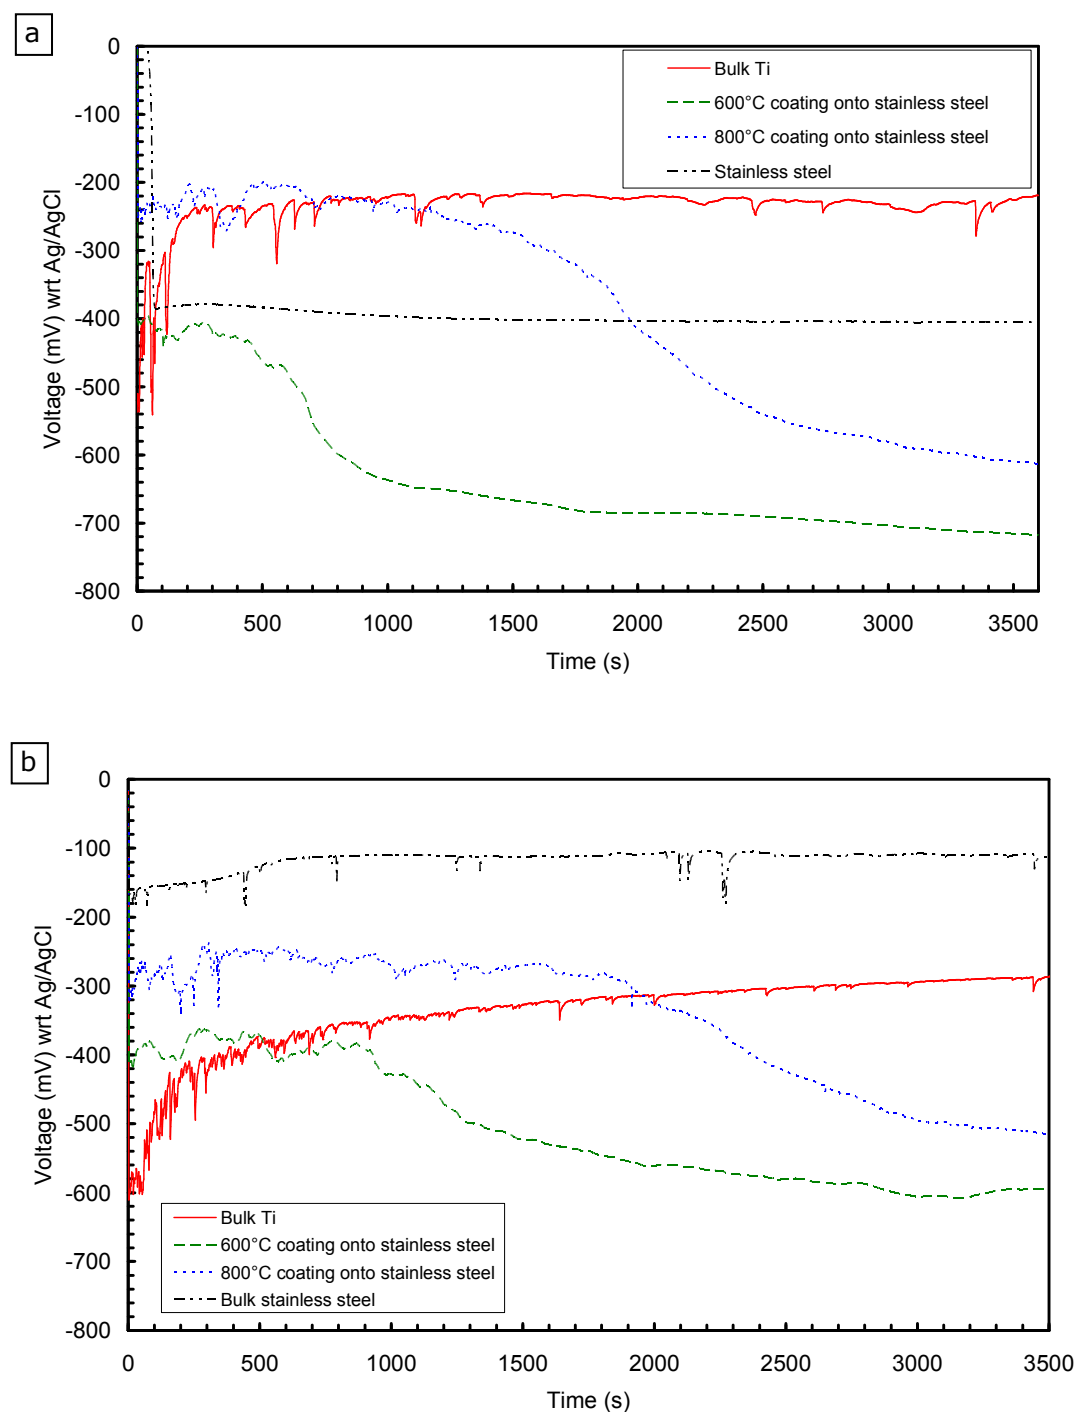 a
0
-100
-200
-300
-400
-500
-600
-700
-800
Voltage (mV) wrt Ag/AgCl
Bulk Ti
600°C coating onto stainless steel
800°C coating onto stainless steel
Stainless steel
0 500 1000 1500 2000 2500 3000 3500
Time (s)
b
0
-100
-200
-300
-400
-500
-600
-700
-800
Voltage (mV) wrt Ag/AgCl
Bulk Ti
600°C coating onto stainless steel
800°C coating onto stainless steel
Bulk stainless steel
0 500 1000 1500 2000 2500 3000 3500
Time (s)